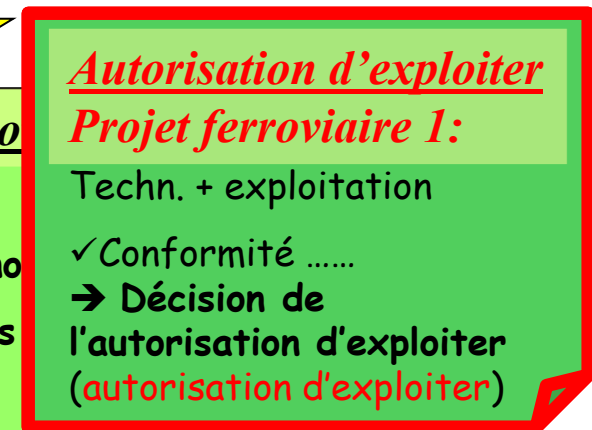 Autorisation d’exploiter
Projet ferroviaire 1:
Techn. + exploitation
✓Conformité ……
➔ Décision de
l’autorisation d’exploiter
(autorisation d’exploiter)